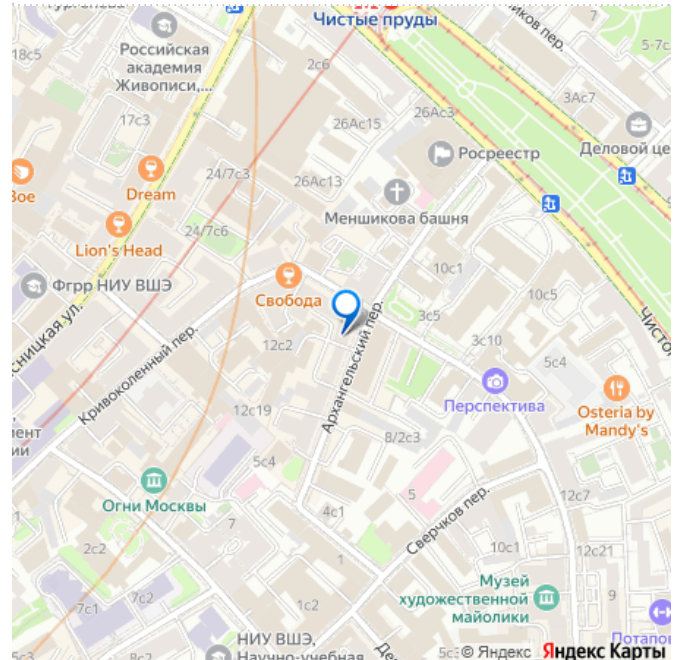 18с5
Российская
академия
Живописи,...
2с6
Чистые пруды
5-7с
17с3
26Ас15
26Ас3
3Ас7
Росреестр
Деловой це
24/7с3
Dream
26Ас13
Меншикова башня
24/7с6
Lion's Head
Фгрр НИУ ВШЭ
Свобода
10с1
10с5
3с5
Кривоколенный пер.
12с2
Архангельский пер.
3с10
5с4
Перспектива
Osteria by
Mandy's
12с19
8/2с3
5с4
Огни Москвы
5
12с7
7
4с1
Сверчков пер.
2с2
1
10с1
12с21
Музей
художественной
майолики
9
7с1
7с2
1с2
НИУ ВШЭ,
Научно-учебная
Потапов
© Яндекс Яндекс Карты